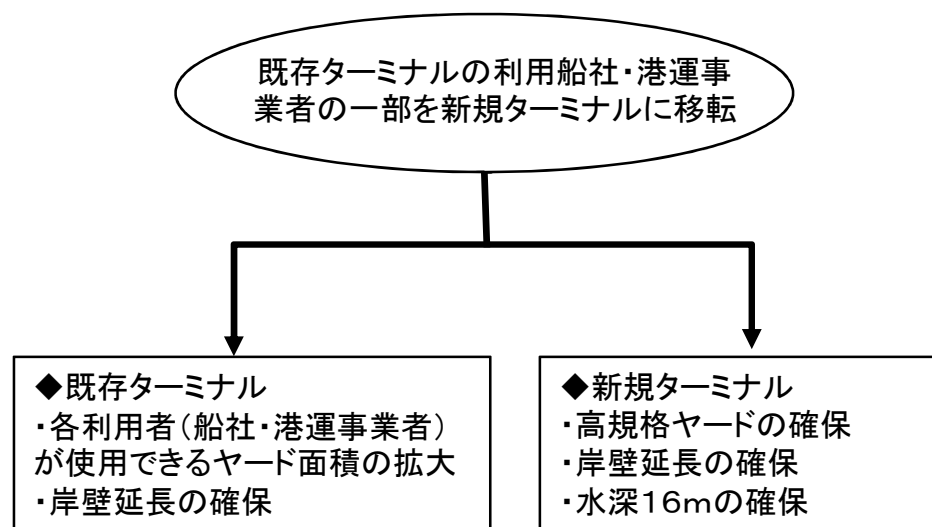 既存ターミナルの利用船社・港運事
業者の一部を新規ターミナルに移転
◆既存ターミナル
・各利用者（船社・港運事業者）
が使用できるヤード面積の拡大
・岸壁延長の確保
◆新規ターミナル
・高規格ヤードの確保
・岸壁延長の確保
・水深１６ｍの確保